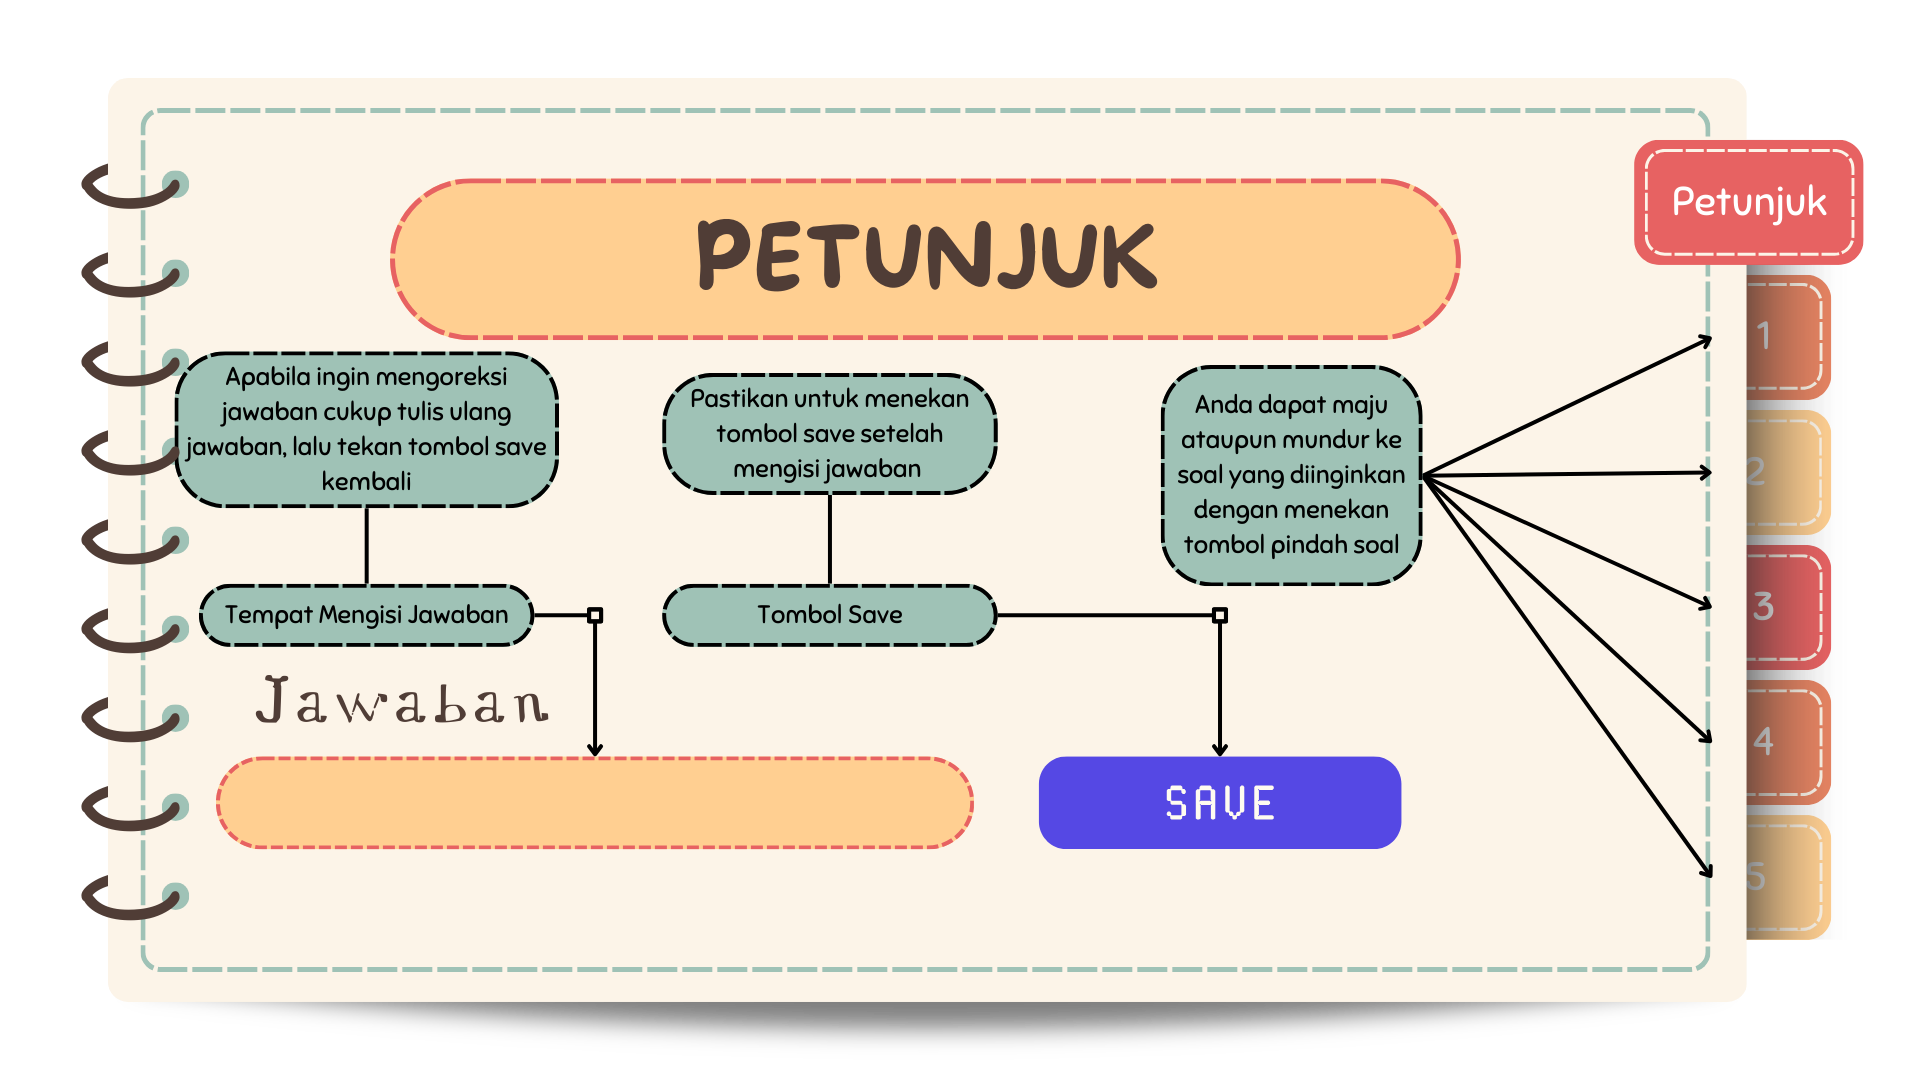 PETUNJUK
Petunjuk
Apabila ingin mengoreksi
jawaban cukup tulis ulang
jawaban, lalu tekan tombol save
kembali
Pastikan untuk menekan
tombol save setelah
mengisi jawaban
Anda dapat maju
ataupun mundur ke
soal yang diinginkan
dengan menekan
tombol pindah soal
Tempat Mengisi Jawaban
Tombol Save
Jawaban
SAVE
1
2
3
4
5